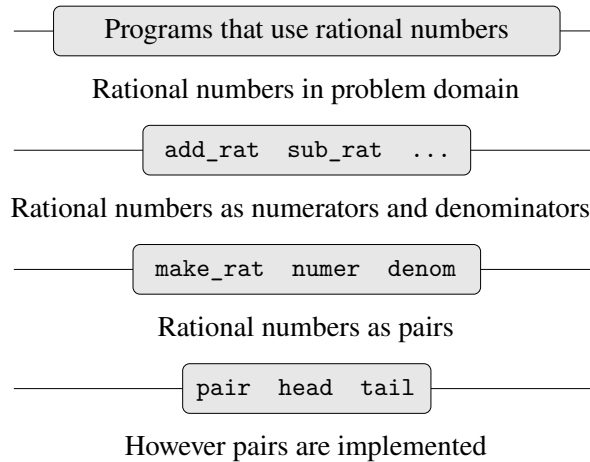 Programs that use rational numbers
Rational numbers in problem domain
add_rat sub_rat ...
Rational numbers as numerators and denominators
make_rat numer denom
Rational numbers as pairs
pair head tail
However pairs are implemented